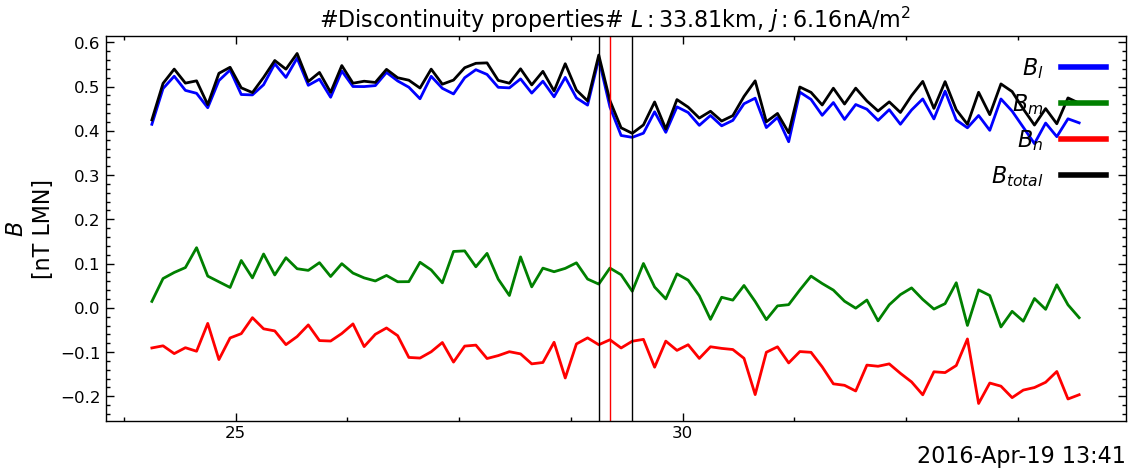 #Discontinuity properties# L : 33.81km, j : 6.16nA/m²
0.6
0.5
0.4
0.3
0.2
0.1
0.0
−0.1
−0.2
B
[nT LMN]
B_l
B_m
B_n
B_total
25
30
2016-Apr-19 13:41